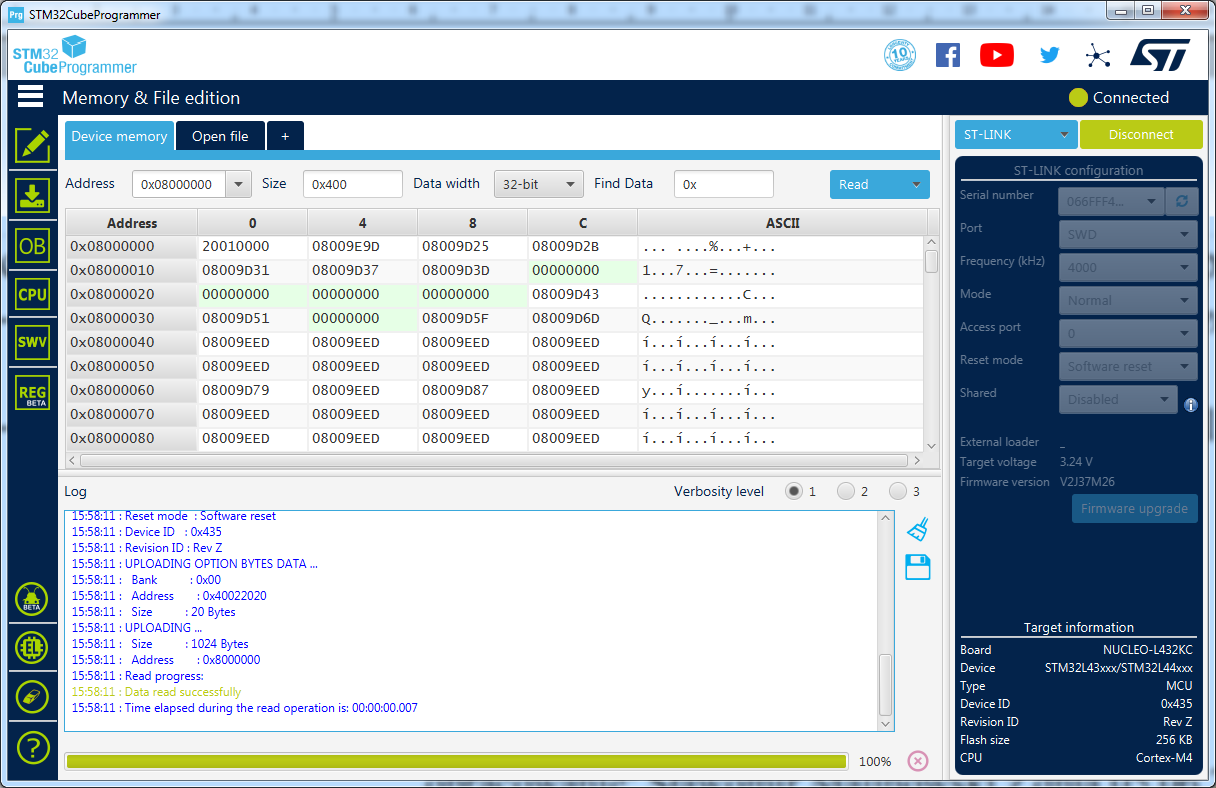 Prg STM32CubeProgrammer
STM32
CubeProgrammer
10
ST
Memory & File edition
Connected
Device memory Open file +
ST-LINK Disconnect
Address 0x08000000 Size 0x400 Data width 32-bit Find Data 0x Read
Address 0 4 8 C ASCII
0x08000000 20010000 08009E9D 08009D25 08009D2B ... ....%...+...
0x08000010 08009D31 08009D37 08009D3D 00000000 1...7...=.......
0x08000020 00000000 00000000 00000000 08009D43 ............C...
0x08000030 08009D51 00000000 08009D5F 08009D6D Q......._...m...
0x08000040 08009EED 08009EED 08009EED 08009EED í...í...í...í...
0x08000050 08009EED 08009EED 08009EED 08009EED í...í...í...í...
0x08000060 08009D79 08009EED 08009D87 08009EED y...í.......í...
0x08000070 08009EED 08009EED 08009EED 08009EED í...í...í...í...
0x08000080 08009EED 08009EED 08009EED 08009EED í...í...í...í...
OB
CPU
SWV
REG
BETA
BETA
?
Log Verbosity level 1 2 3
15:58:11 : Reset mode : Software reset
15:58:11 : Device ID : 0x435
15:58:11 : Revision ID : Rev Z
15:58:11 : UPLOADING OPTION BYTES DATA ...
15:58:11 : Bank : 0x00
15:58:11 : Address : 0x40022020
15:58:11 : Size : 20 Bytes
15:58:11 : UPLOADING ...
15:58:11 : Size : 1024 Bytes
15:58:11 : Address : 0x8000000
15:58:11 : Read progress:
15:58:11 : Data read successfully
15:58:11 : Time elapsed during the read operation is: 00:00:00.007
100%
ST-LINK configuration
Serial number 066FFF4...
Port SWD
Frequency (kHz) 4000
Mode Normal
Access port 0
Reset mode Software reset
Shared Disabled
External loader _
Target voltage 3.24 V
Firmware version V2J37M26
Firmware upgrade
Target information
Board NUCLEO-L432KC
Device STM32L43xxx/STM32L44xxx
Type MCU
Device ID 0x435
Revision ID Rev Z
Flash size 256 KB
CPU Cortex-M4